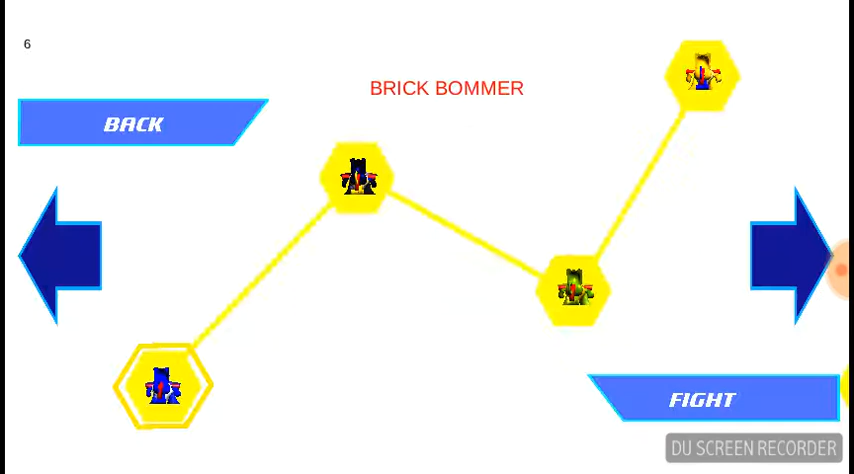 6
BRICK BOMMER
BACK
FIGHT
DU SCREEN RECORDER